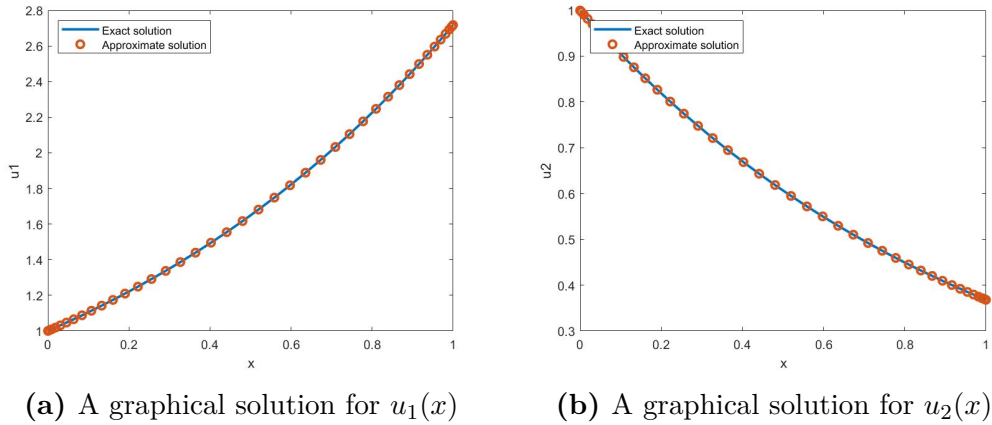 2.8
2.6
2.4
2.2
2
1.8
1.6
1.4
1.2
1
u1
Exact solution
Approximate solution
0 0.2 0.4 0.6 0.8 1
x
1
0.9
0.8
0.7
0.6
0.5
0.4
0.3
u2
Exact solution
Approximate solution
0 0.2 0.4 0.6 0.8 1
x
(a) A graphical solution for u₁(x)
(b) A graphical solution for u₂(x)